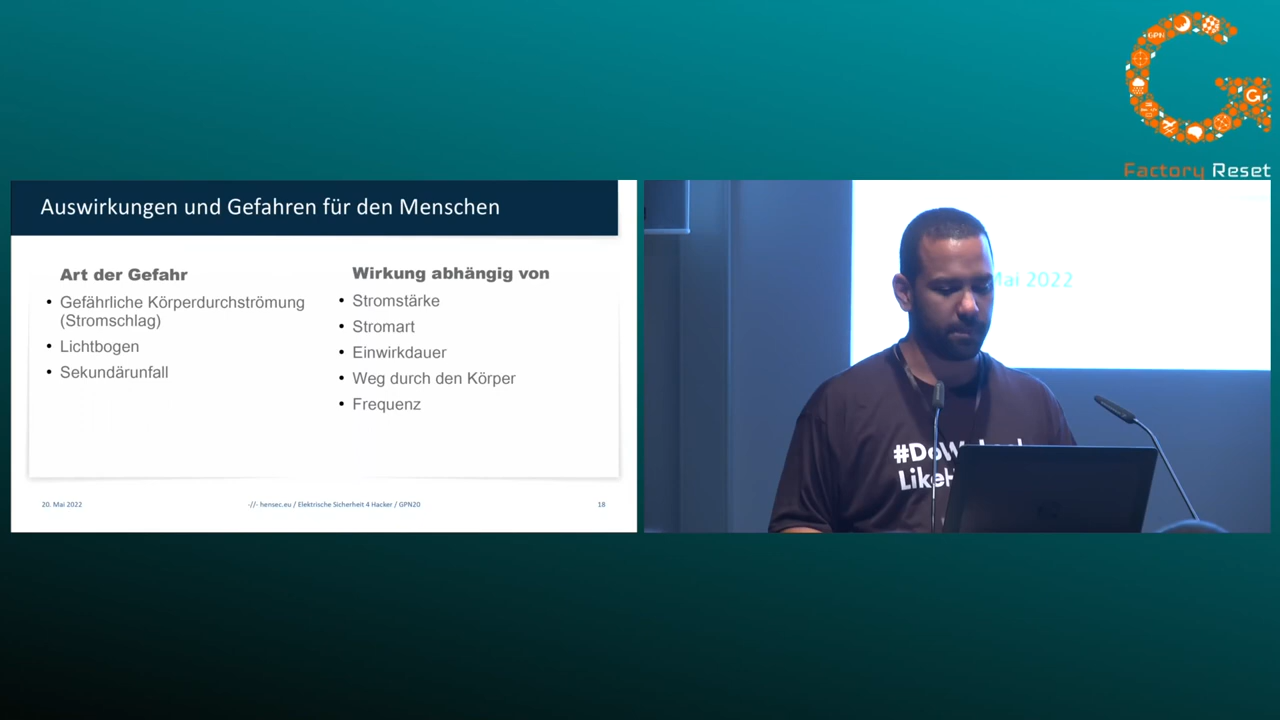 GPN
Factory Reset
Auswirkungen und Gefahren für den Menschen
Art der Gefahr
• Gefährliche Körperdurchströmung
(Stromschlag)
• Lichtbogen
• Sekundärunfall
Wirkung abhängig von
• Stromstärke
• Stromart
• Einwirkdauer
• Weg durch den Körper
• Frequenz
20. Mai 2022
-//- hensec.eu / Elektrische Sicherheit 4 Hacker / GPN20
18
Mai 2022